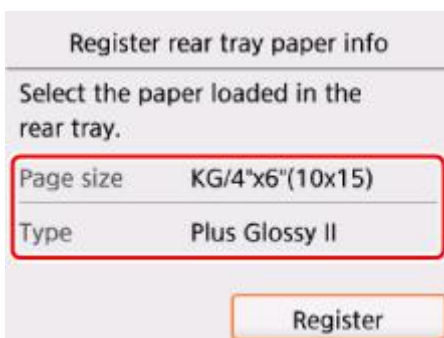 Register rear tray paper info
Select the paper loaded in the
rear tray.
Page size KG/4"x6"(10x15)
Type Plus Glossy II
Register